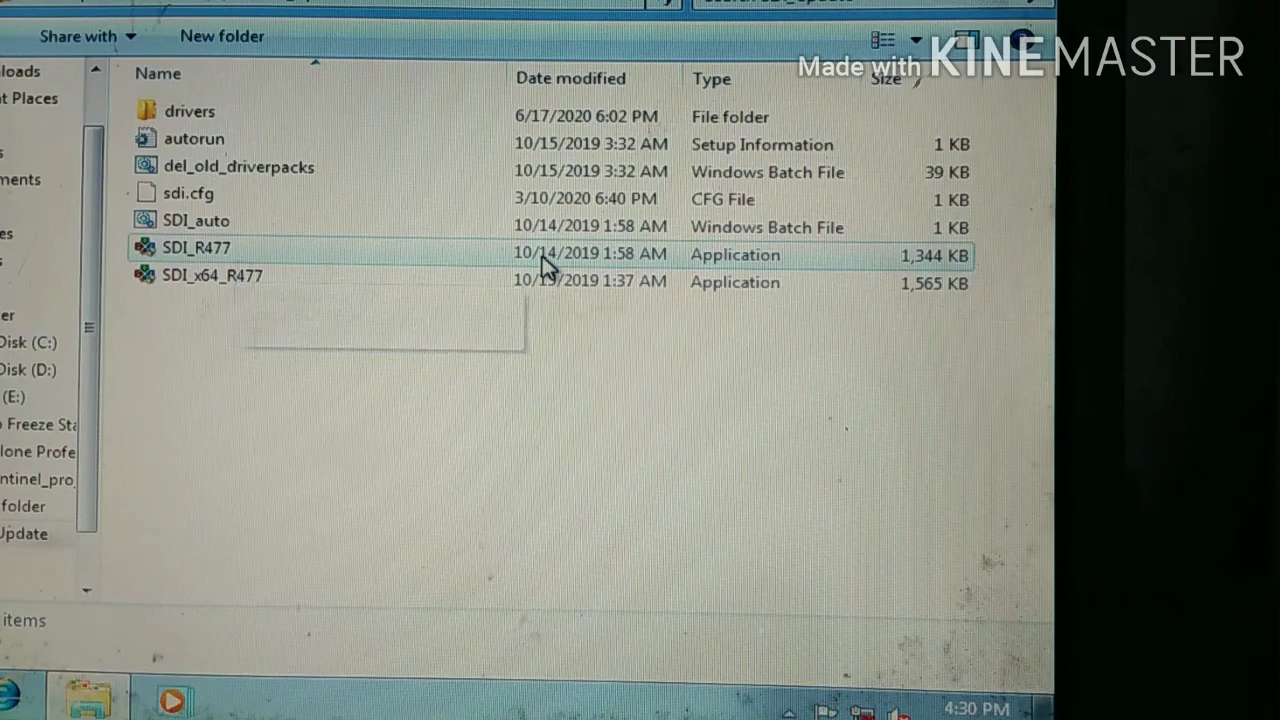 Share with New folder
Made with KINEMASTER
Name Date modified Type Size
drivers 6/17/2020 6:02 PM File folder
autorun 10/15/2019 3:32 AM Setup Information 1 KB
del_old_driverpacks 10/15/2019 3:32 AM Windows Batch File 39 KB
sdi.cfg 3/10/2020 6:40 PM CFG File 1 KB
SDI_auto 10/14/2019 1:58 AM Windows Batch File 1 KB
SDI_R477 10/14/2019 1:58 AM Application 1,344 KB
SDI_x64_R477 10/15/2019 1:37 AM Application 1,565 KB
loads
t Places
s
ments
es
s
er
Disk (C:)
Disk (D:)
(E:)
o Freeze Sta
lone Profe
ntinel_pro_
folder
Update
items
4:30 PM